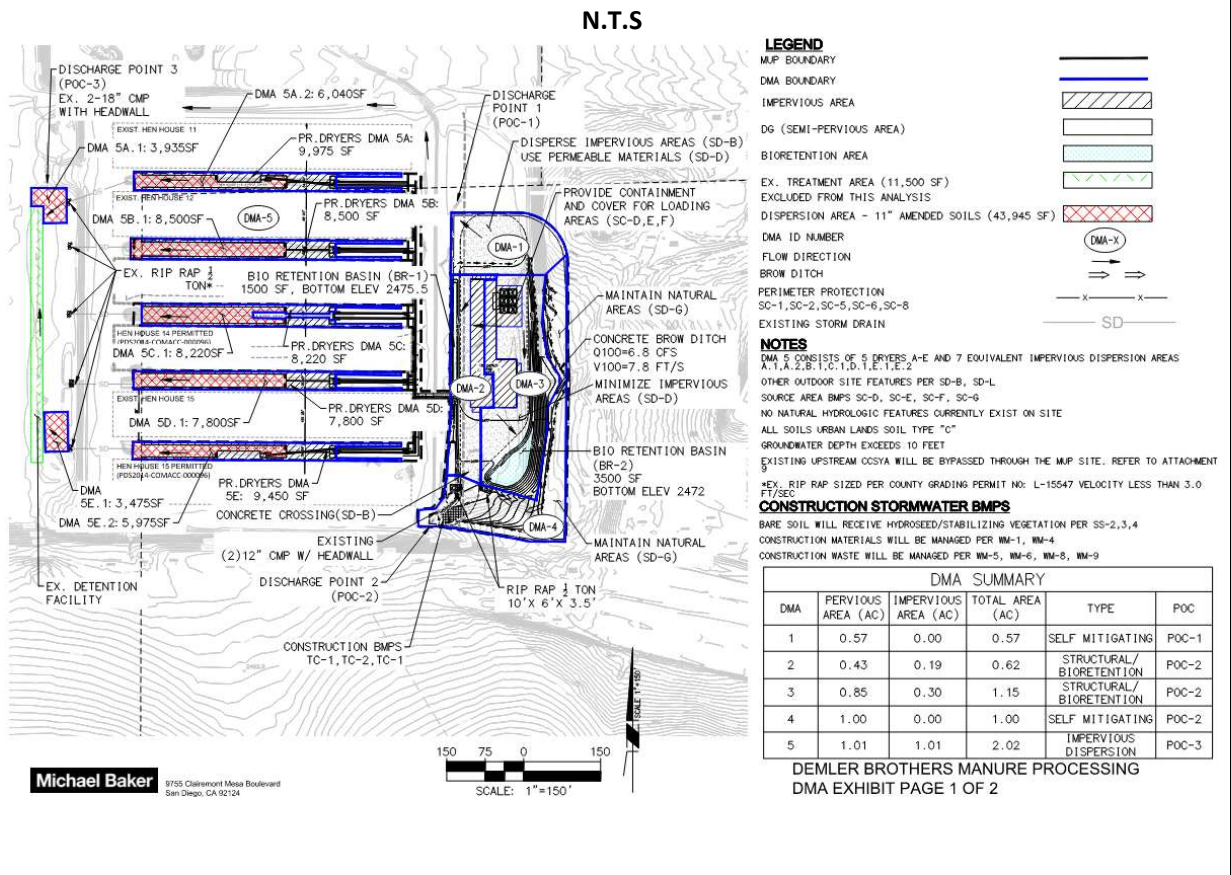 N.T.S
DISCHARGE POINT 3
(POC-3)
EX. 2-18" CMP
WITH HEADWALL
DMA 5A.2: 6,040SF
DISCHARGE
POINT 1
(POC-1)
EXIST. HEN HOUSE 11
PR.DRYERS DMA 5A:
9,975 SF
DISPERSE IMPERVIOUS AREAS (SD-B)
USE PERMEABLE MATERIALS (SD-D)
DMA 5A.1: 3,935SF
PROVIDE CONTAINMENT
AND COVER FOR LOADING
AREAS (SC-D,E,F)
EXIST. HEN HOUSE 12
PR.DRYERS DMA 5B:
8,500 SF
DMA 5B.1: 8,500SF
DMA-5
DMA-1
EX. RIP RAP ½
TON*
BIO RETENTION BASIN (BR-1)
1500 SF, BOTTOM ELEV 2475.5
MAINTAIN NATURAL
AREAS (SD-G)
HEN HOUSE 14 PERMITTED
(PDS2014-COMACC-000096)
DMA 5C.1: 8,220SF
PR.DRYERS DMA 5C:
8,220 SF
CONCRETE BROW DITCH
Q100=6.8 CFS
V100=7.8 FT/S
DMA-2
DMA-3
MINIMIZE IMPERVIOUS
AREAS (SD-D)
SD
EXIST. HEN HOUSE 15
DMA 5D.1: 7,800SF
PR.DRYERS DMA 5D:
7,800 SF
SD
BIO RETENTION BASIN
(BR-2)
3500 SF
BOTTOM ELEV 2472
HEN HOUSE 15 PERMITTED
(PDS2014-COMACC-000096)
DMA
5E.1: 3,475SF
PR.DRYERS DMA
5E: 9,450 SF
DMA 5E.2: 5,975SF
CONCRETE CROSSING(SD-B)
DMA-4
EXISTING
(2)12" CMP W/ HEADWALL
MAINTAIN NATURAL
AREAS (SD-G)
EX. DETENTION
FACILITY
DISCHARGE POINT 2
(POC-2)
RIP RAP ½ TON
10'X 6'X 3.5'
CONSTRUCTION BMPS
TC-1,TC-2,TC-1
SCALE 1"=150'
150 75 0 150
SCALE: 1"=150'
Michael Baker
9755 Clairemont Mesa Boulevard
San Diego, CA 92124
LEGEND
MUP BOUNDARY
DMA BOUNDARY
IMPERVIOUS AREA
DG (SEMI-PERVIOUS AREA)
BIORETENTION AREA
EX. TREATMENT AREA (11,500 SF)
EXCLUDED FROM THIS ANALYSIS
DISPERSION AREA - 11" AMENDED SOILS (43,945 SF)
DMA ID NUMBER DMA-X
FLOW DIRECTION
BROW DITCH
PERIMETER PROTECTION
SC-1,SC-2,SC-5,SC-6,SC-8
EXISTING STORM DRAIN SD
NOTES
DMA 5 CONSISTS OF 5 DRYERS A-E AND 7 EQUIVALENT IMPERVIOUS DISPERSION AREAS
A.1,A.2,B.1,C.1,D.1,E.1,E.2
OTHER OUTDOOR SITE FEATURES PER SD-B, SD-L
SOURCE AREA BMPS SC-D, SC-E, SC-F, SC-G
NO NATURAL HYDROLOGIC FEATURES CURRENTLY EXIST ON SITE
ALL SOILS URBAN LANDS SOIL TYPE "C"
GROUNDWATER DEPTH EXCEEDS 10 FEET
EXISTING UPSTREAM CCSYA WILL BE BYPASSED THROUGH THE MUP SITE. REFER TO ATTACHMENT
9
*EX. RIP RAP SIZED PER COUNTY GRADING PERMIT NO: L-15547 VELOCITY LESS THAN 3.0
FT/SEC
CONSTRUCTION STORMWATER BMPS
BARE SOIL WILL RECEIVE HYDROSEED/STABILIZING VEGETATION PER SS-2,3,4
CONSTRUCTION MATERIALS WILL BE MANAGED PER WM-1, WM-4
CONSTRUCTION WASTE WILL BE MANAGED PER WM-5, WM-6, WM-8, WM-9
DMA SUMMARY
DMA PERVIOUS AREA (AC) IMPERVIOUS AREA (AC) TOTAL AREA (AC) TYPE POC
1 0.57 0.00 0.57 SELF MITIGATING POC-1
2 0.43 0.19 0.62 STRUCTURAL/ BIORETENTION POC-2
3 0.85 0.30 1.15 STRUCTURAL/ BIORETENTION POC-2
4 1.00 0.00 1.00 SELF MITIGATING POC-2
5 1.01 1.01 2.02 IMPERVIOUS DISPERSION POC-3
DEMLER BROTHERS MANURE PROCESSING
DMA EXHIBIT PAGE 1 OF 2